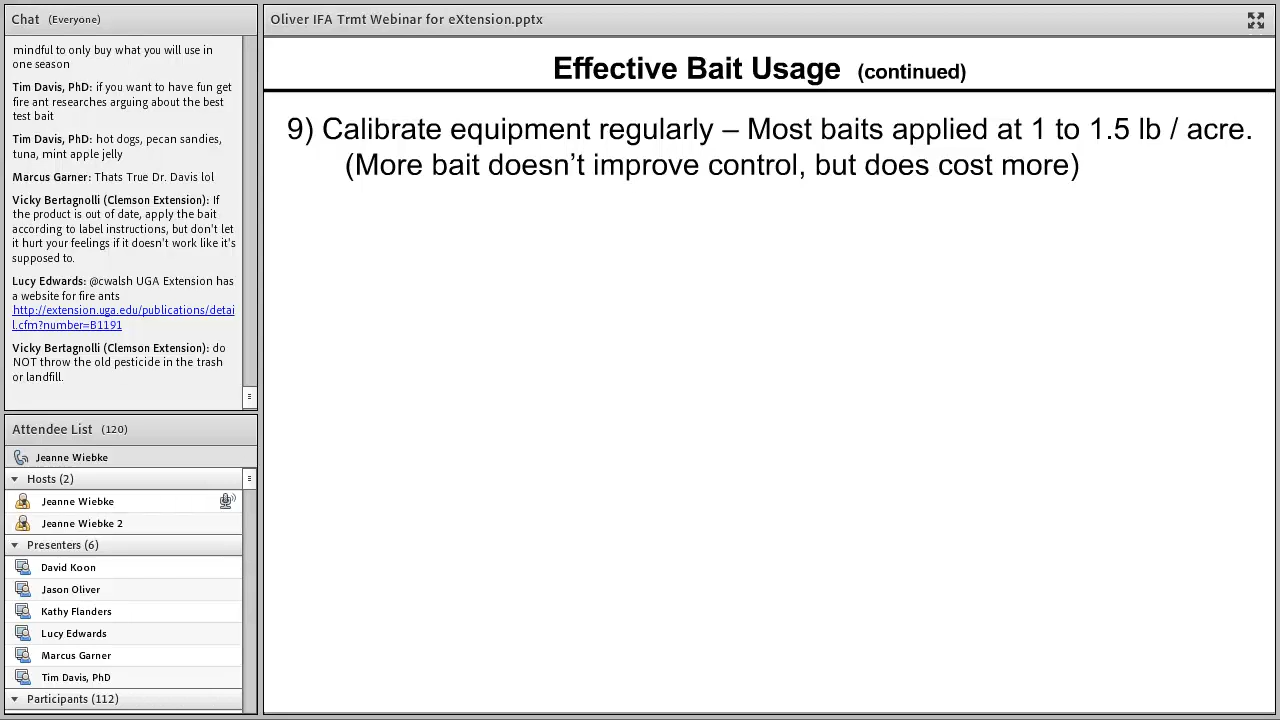 Chat (Everyone)
mindful to only buy what you will use in
one season
Tim Davis, PhD: if you want to have fun get
fire ant researches arguing about the best
test bait
Tim Davis, PhD: hot dogs, pecan sandies,
tuna, mint apple jelly
Marcus Garner: Thats True Dr. Davis lol
Vicky Bertagnolli (Clemson Extension): If
the product is out of date, apply the bait
according to label instructions, but don't let
it hurt your feelings if it doesn't work like it's
supposed to.
Lucy Edwards: @cwalsh UGA Extension has
a website for fire ants
http://extension.uga.edu/publications/detai
l.cfm?number=B1191
Vicky Bertagnolli (Clemson Extension): do
NOT throw the old pesticide in the trash
or landfill.
Attendee List (120)
Jeanne Wiebke
Hosts (2)
Jeanne Wiebke
Jeanne Wiebke 2
Presenters (6)
David Koon
Jason Oliver
Kathy Flanders
Lucy Edwards
Marcus Garner
Tim Davis, PhD
Participants (112)
Oliver IFA Trmt Webinar for eXtension.pptx
Effective Bait Usage (continued)
9) Calibrate equipment regularly – Most baits applied at 1 to 1.5 lb / acre.
(More bait doesn’t improve control, but does cost more)